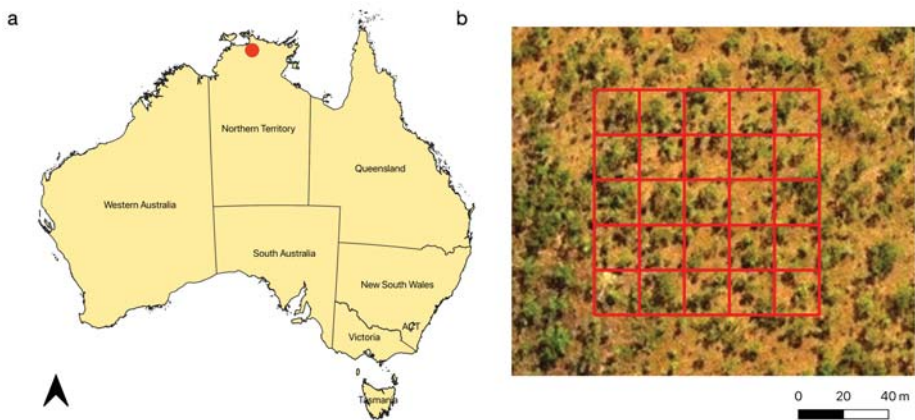 a
b
Northern Territory
Queensland
Western Australia
South Australia
New South Wales
ACT
Victoria
Tasmania
0 20 40 m